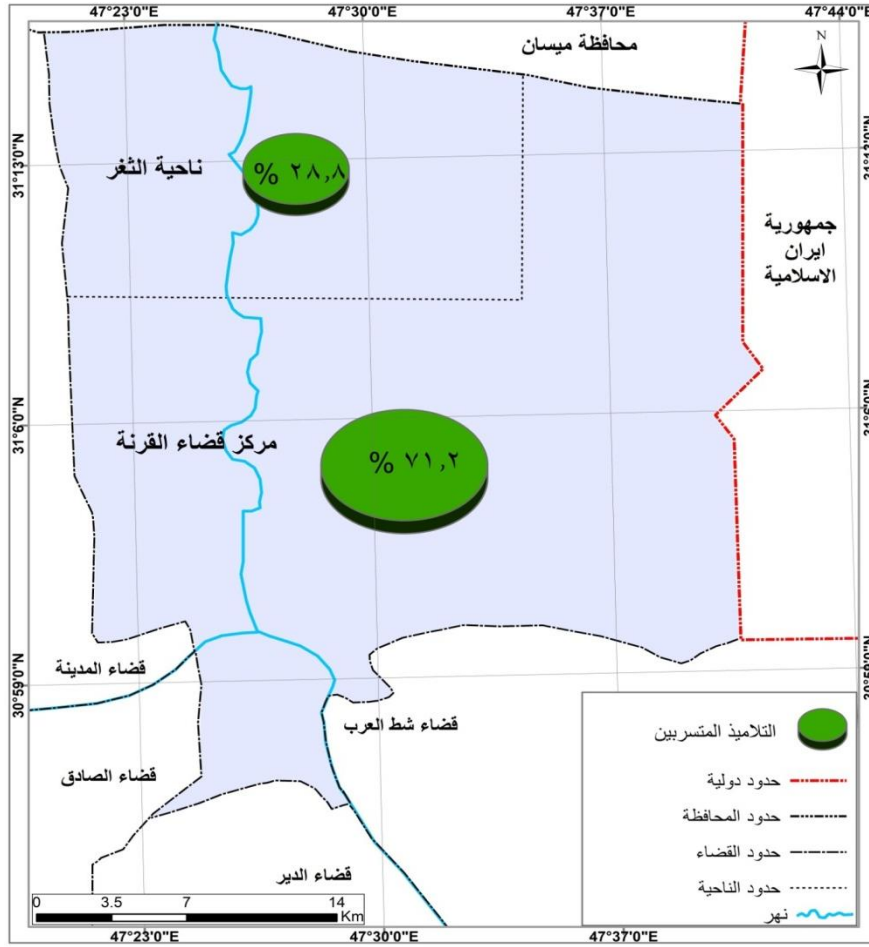 47°23'0"E
47°30'0"E
47°37'0"E
47°44'0"E
محافظة ميسان
N
31°13'0"N
ناحية الثغر
% ٢٨,٨
جمهورية
ايران
الاسلامية
31°6'0"N
مركز قضاء القرنة
% ٧١,٢
قضاء المدينة
30°59'0"N
30°59'0"N
قضاء شط العرب
قضاء الصادق
قضاء الدير
التلاميذ المتسربين
حدود دولية
حدود المحافظة
حدود القضاء
حدود الناحية
نهر
0 3.5 7 14
Km
47°23'0"E
47°30'0"E
47°37'0"E